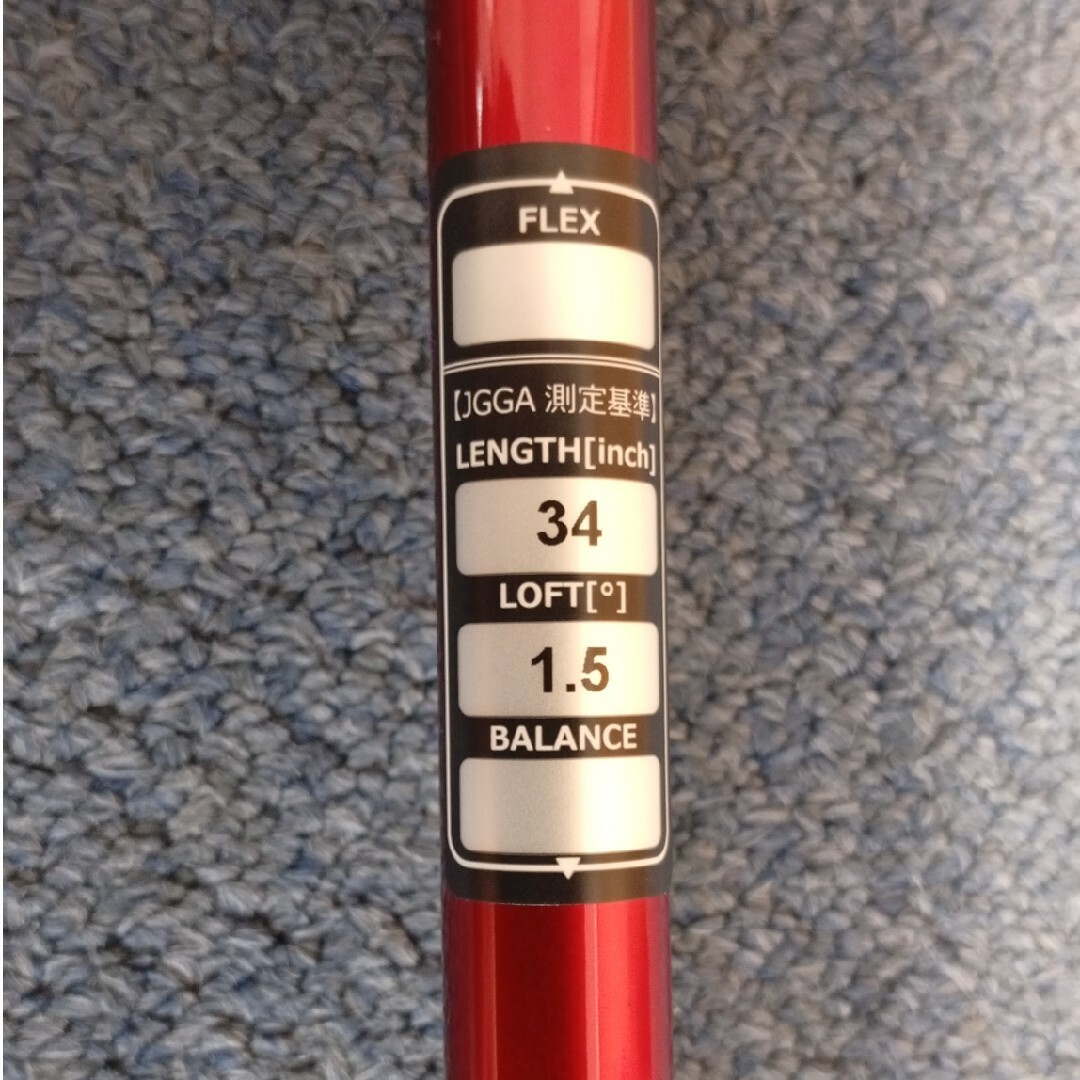 FLEX
【JGGA 測定基準】
LENGTH[inch]
34
LOFT[°]
1.5
BALANCE